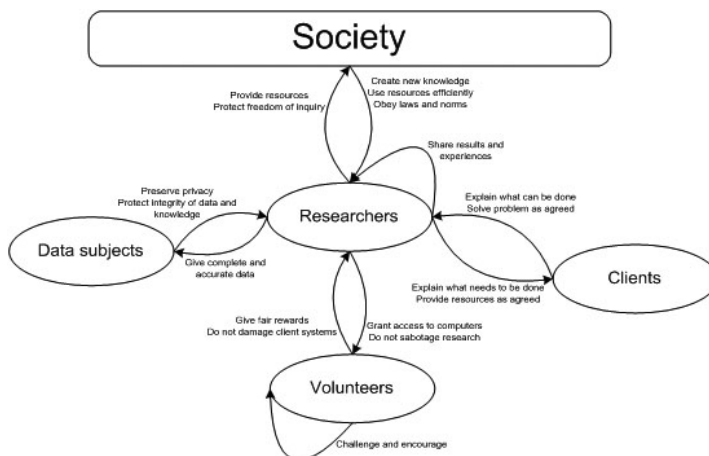 Society
Provide resources
Protect freedom of inquiry
Create new knowledge
Use resources efficiently
Obey laws and norms
Share results and
experiences
Preserve privacy
Protect integrity of data and
knowledge
Researchers
Explain what can be done
Solve problem as agreed
Data subjects
Give complete and
accurate data
Clients
Explain what needs to be done
Provide resources as agreed
Give fair rewards
Do not damage client systems
Grant access to computers
Do not sabotage research
Volunteers
Challenge and encourage